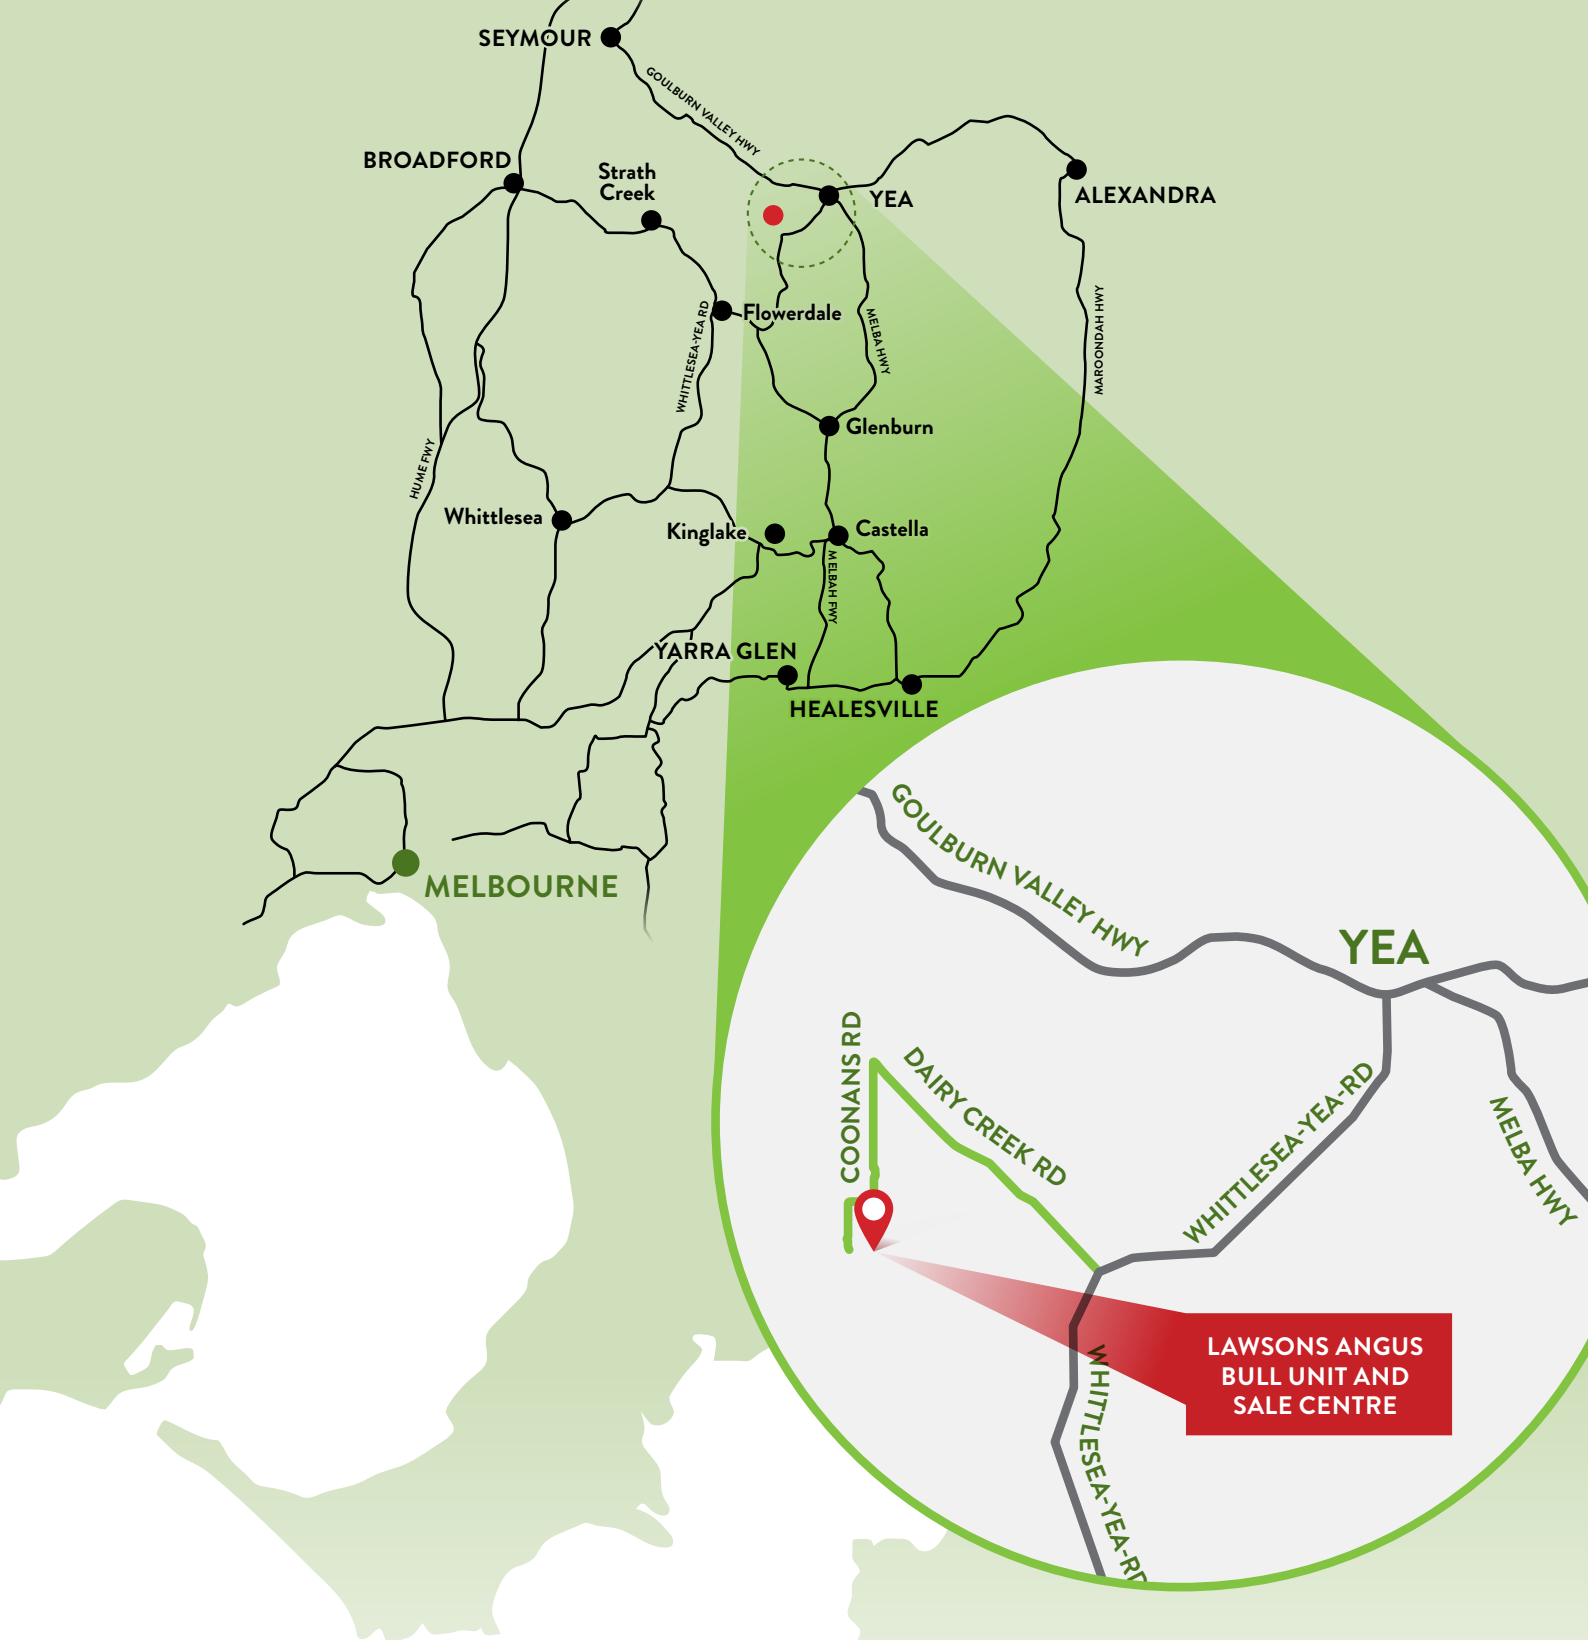 SEYMOUR
GOULBURN VALLEY HWY
BROADFORD
Strath
Creek
YEA
ALEXANDRA
Flowerdale
WHITTLESEA-YEA RD
MELBA HWY
MAROONDAH HWY
Glenburn
HUME FWY
Whittlesea
Kinglake
Castella
MELBAH FWY
YARRA GLEN
HEALESVILLE
MELBOURNE
GOULBURN VALLEY HWY
YEA
COONANS RD
DAIRY CREEK RD
WHITTLESEA-YEA-RD
MELBA HWY
LAWSONS ANGUS
BULL UNIT AND
SALE CENTRE
WHITTLESEA-YEA-RD